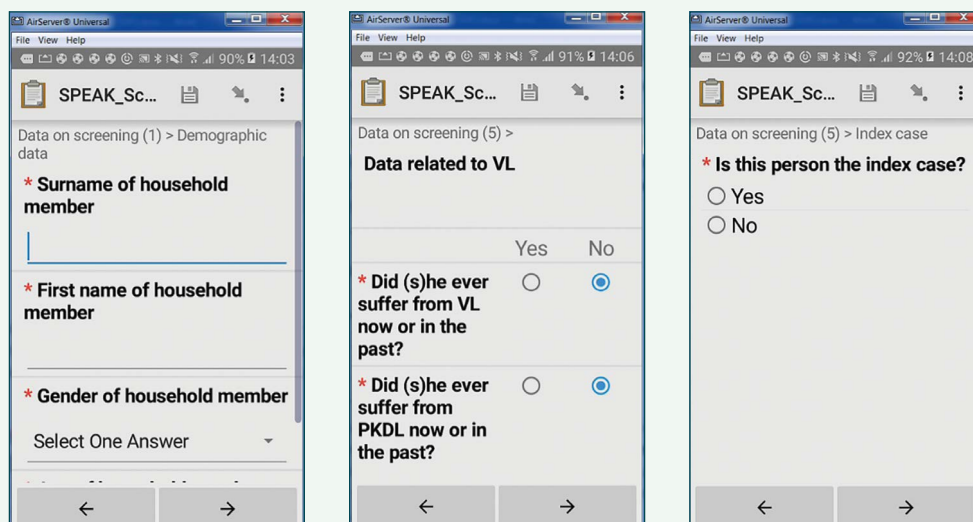 AirServer® Universal
File View Help
90% 14:03
SPEAK_Sc...
Data on screening (1) > Demographic
data
* Surname of household
member
* First name of household
member
* Gender of household member
Select One Answer
AirServer® Universal
File View Help
91% 14:06
SPEAK_Sc...
Data on screening (5) >
Data related to VL
Yes No
* Did (s)he ever
suffer from VL
now or in the
past?
* Did (s)he ever
suffer from
PKDL now or in
the past?
AirServer® Universal
File View Help
92% 14:08
SPEAK_Sc...
Data on screening (5) > Index case
* Is this person the index case?
Yes
No